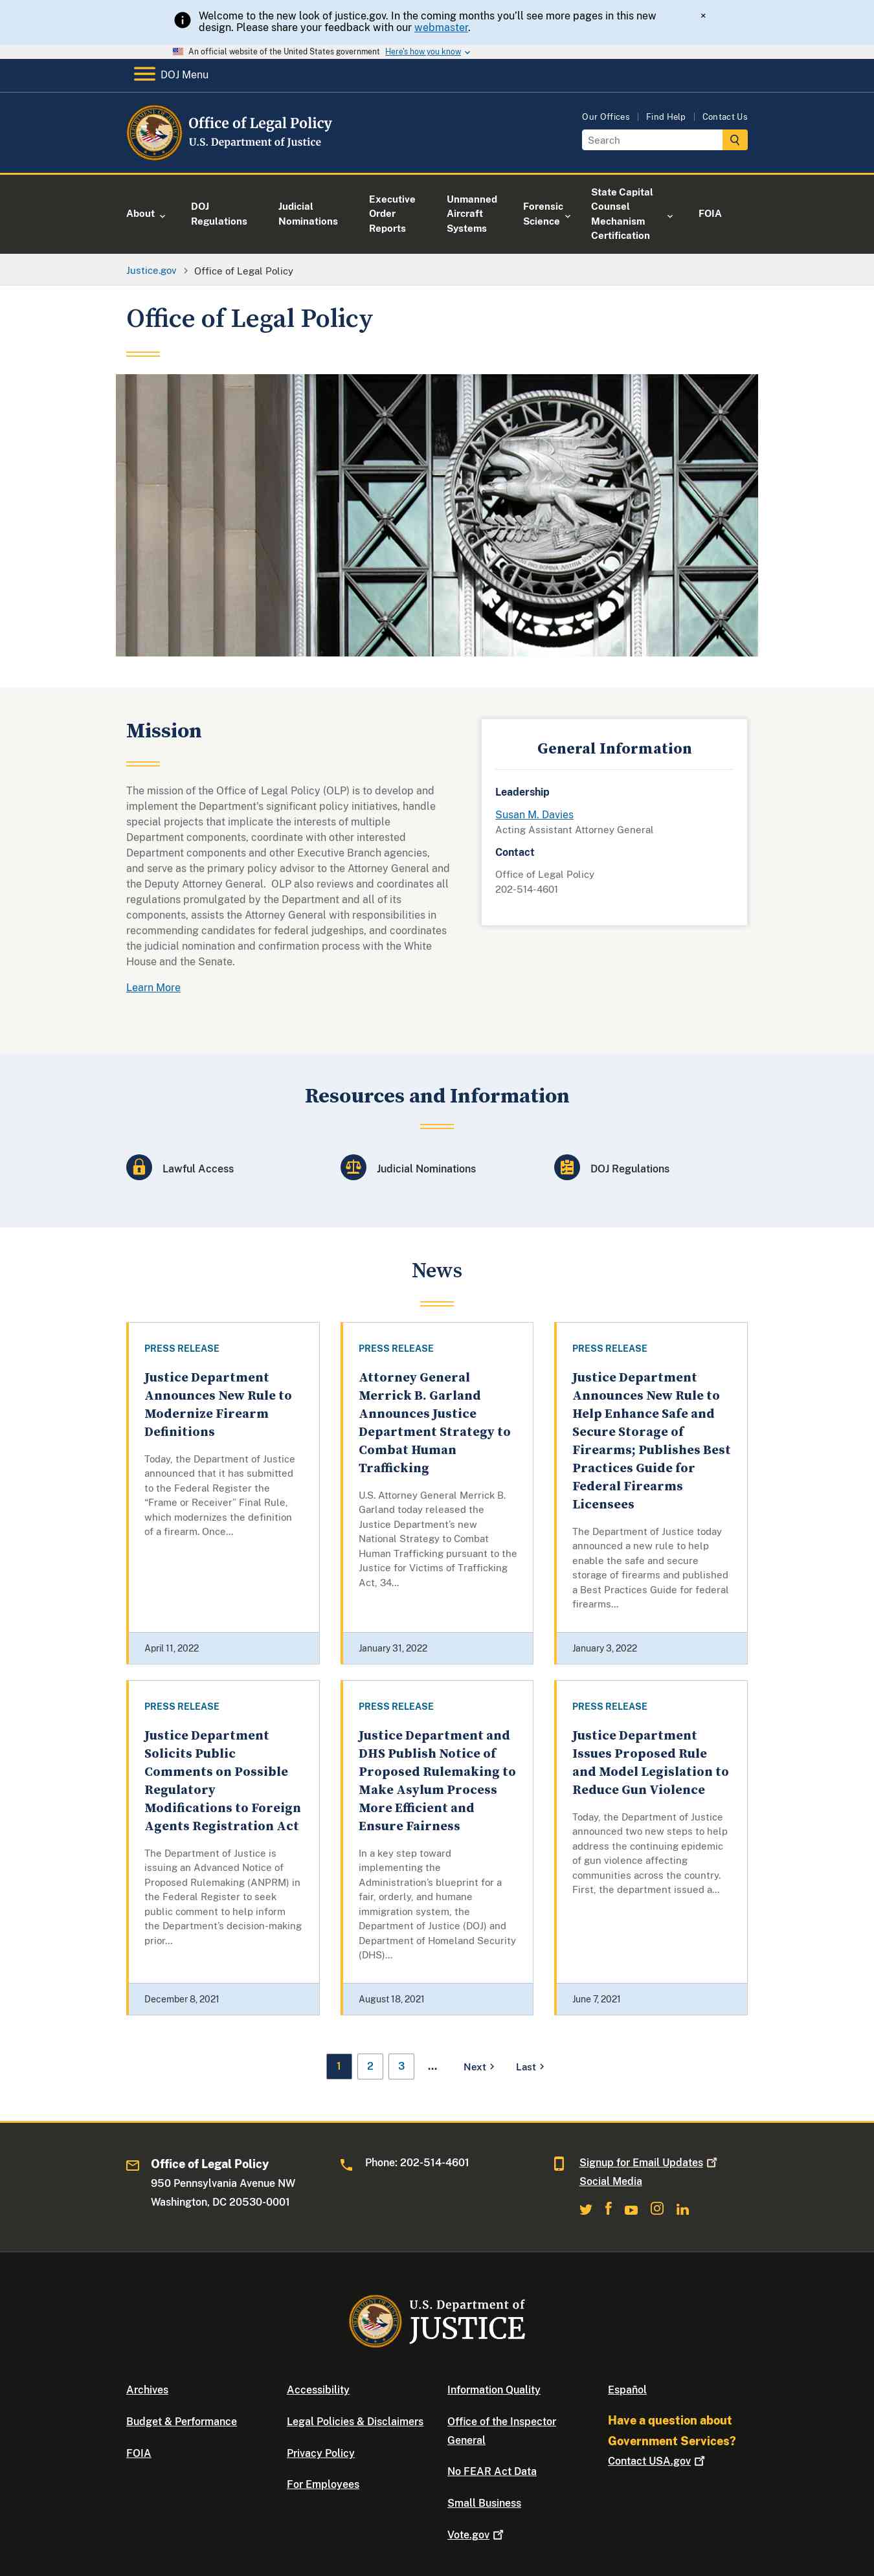 Welcome to the new look of justice.gov. In the coming months you'll see more pages in this new
design. Please share your feedback with our webmaster.
×
An official website of the United States government Here's how you know
DOJ Menu
Office of Legal Policy
U.S. Department of Justice
Our Offices | Find Help | Contact Us
Search
About
DOJ
Regulations
Judicial
Nominations
Executive
Order
Reports
Unmanned
Aircraft
Systems
Forensic
Science
State Capital
Counsel
Mechanism
Certification
FOIA
Justice.gov > Office of Legal Policy
Office of Legal Policy
Mission
The mission of the Office of Legal Policy (OLP) is to develop and
implement the Department's significant policy initiatives, handle
special projects that implicate the interests of multiple
Department components, coordinate with other interested
Department components and other Executive Branch agencies,
and serve as the primary policy advisor to the Attorney General and
the Deputy Attorney General.  OLP also reviews and coordinates all
regulations promulgated by the Department and all of its
components, assists the Attorney General with responsibilities in
recommending candidates for federal judgeships, and coordinates
the judicial nomination and confirmation process with the White
House and the Senate.
Learn More
General Information
Leadership
Susan M. Davies
Acting Assistant Attorney General
Contact
Office of Legal Policy
202-514-4601
Resources and Information
Lawful Access
Judicial Nominations
DOJ Regulations
News
PRESS RELEASE
Justice Department
Announces New Rule to
Modernize Firearm
Definitions
Today, the Department of Justice
announced that it has submitted
to the Federal Register the
“Frame or Receiver” Final Rule,
which modernizes the definition
of a firearm. Once...
April 11, 2022
PRESS RELEASE
Attorney General
Merrick B. Garland
Announces Justice
Department Strategy to
Combat Human
Trafficking
U.S. Attorney General Merrick B.
Garland today released the
Justice Department’s new
National Strategy to Combat
Human Trafficking pursuant to the
Justice for Victims of Trafficking
Act, 34...
January 31, 2022
PRESS RELEASE
Justice Department
Announces New Rule to
Help Enhance Safe and
Secure Storage of
Firearms; Publishes Best
Practices Guide for
Federal Firearms
Licensees
The Department of Justice today
announced a new rule to help
enable the safe and secure
storage of firearms and published
a Best Practices Guide for federal
firearms...
January 3, 2022
PRESS RELEASE
Justice Department
Solicits Public
Comments on Possible
Regulatory
Modifications to Foreign
Agents Registration Act
The Department of Justice is
issuing an Advanced Notice of
Proposed Rulemaking (ANPRM) in
the Federal Register to seek
public comment to help inform
the Department’s decision-making
prior...
December 8, 2021
PRESS RELEASE
Justice Department and
DHS Publish Notice of
Proposed Rulemaking to
Make Asylum Process
More Efficient and
Ensure Fairness
In a key step toward
implementing the
Administration’s blueprint for a
fair, orderly, and humane
immigration system, the
Department of Justice (DOJ) and
Department of Homeland Security
(DHS)...
August 18, 2021
PRESS RELEASE
Justice Department
Issues Proposed Rule
and Model Legislation to
Reduce Gun Violence
Today, the Department of Justice
announced two new steps to help
address the continuing epidemic
of gun violence affecting
communities across the country.
First, the department issued a...
June 7, 2021
1 2 3 … Next Last
Office of Legal Policy
950 Pennsylvania Avenue NW
Washington, DC 20530-0001
Phone: 202-514-4601
Signup for Email Updates
Social Media
U.S. Department of
JUSTICE
Archives
Budget & Performance
FOIA
Accessibility
Legal Policies & Disclaimers
Privacy Policy
For Employees
Information Quality
Office of the Inspector
General
No FEAR Act Data
Small Business
Vote.gov
Español
Have a question about
Government Services?
Contact USA.gov